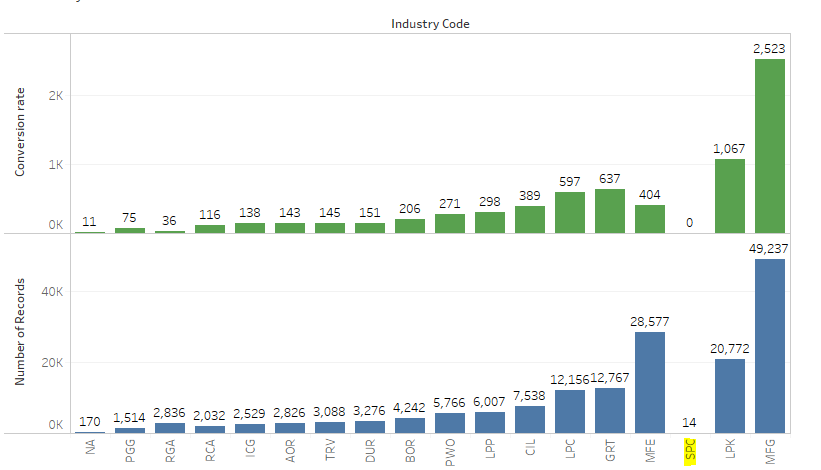 Industry Code
Conversion rate
2K
1K
0K
11 75 36 116 138 143 145 151 206 271 298 389 597 637 404 0 1,067 2,523
Number of Records
40K
20K
0K
170 1,514 2,836 2,032 2,529 2,826 3,088 3,276 4,242 5,766 6,007 7,538 12,156 12,767 28,577 14 20,772 49,237
NA PGG RGA RCA ICG AOR TRV DUR BOR PWO LPP CIL LPC GRT MFE SPC LPK MFG